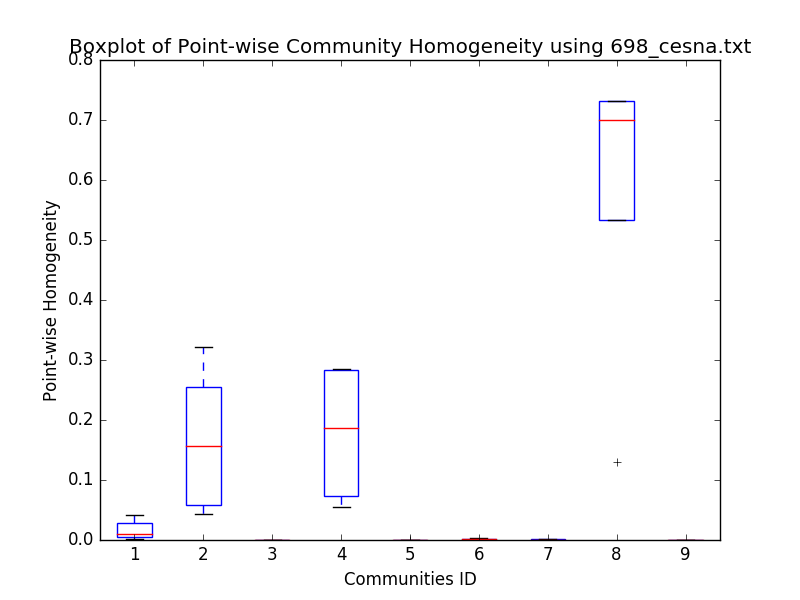 Boxplot of Point-wise Community Homogeneity using 698_cesna.txt
0.8
0.7
0.6
0.5
0.4
0.3
0.2
0.1
0.0
Point-wise Homogeneity
1 2 3 4 5 6 7 8 9
Communities ID